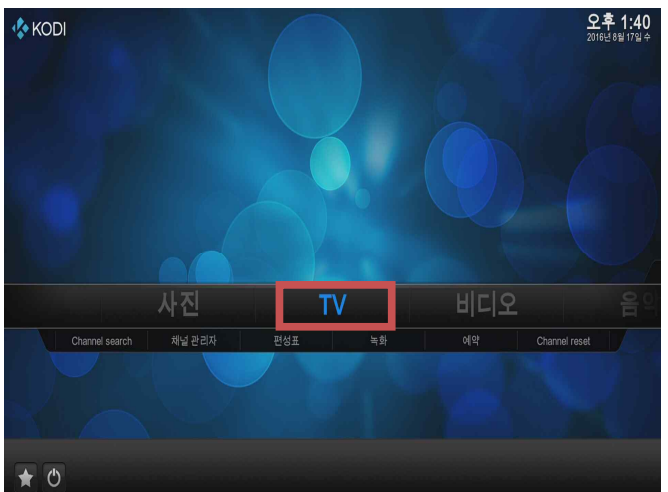 KODI
오후 1:40
2016년 8월 17일 수
사진 TV 비디오 음악
Channel search 채널 관리자 편성표 녹화 예약 Channel reset